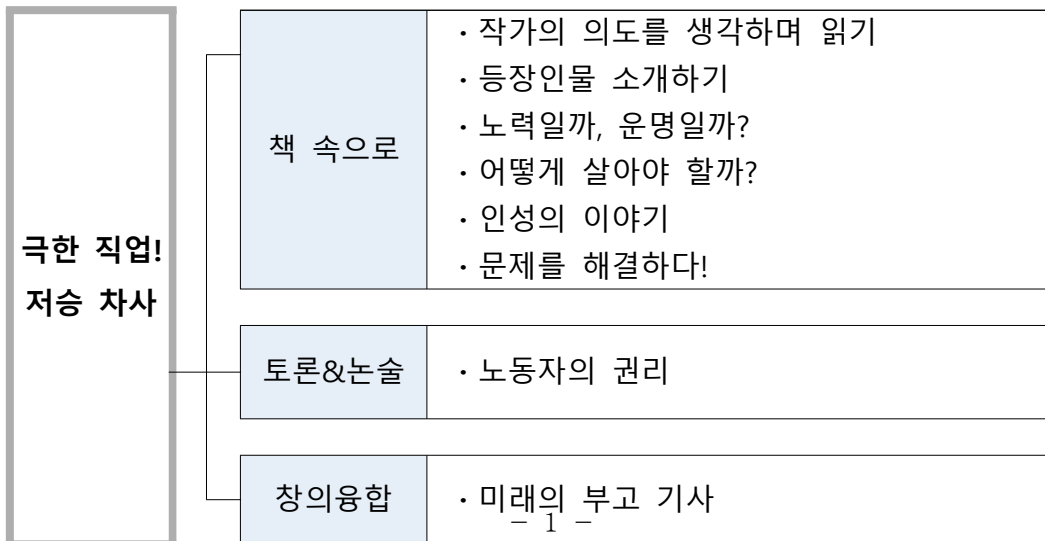 극한 직업!
저승 차사
책 속으로
· 작가의 의도를 생각하며 읽기
· 등장인물 소개하기
· 노력일까, 운명일까?
· 어떻게 살아야 할까?
· 인성의 이야기
· 문제를 해결하다!
토론&논술
· 노동자의 권리
창의융합
· 미래의 부고 기사
- 1 -